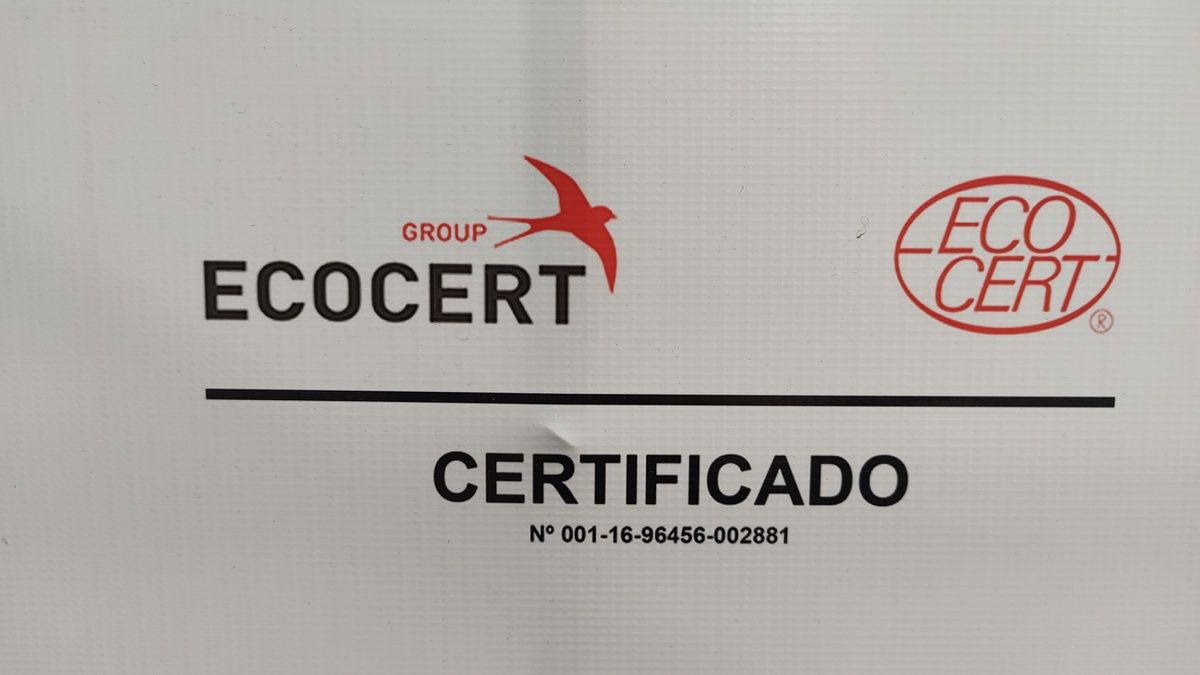 GROUP
ECOCERT
ECO
CERT
®
CERTIFICADO
Nº 001-16-96456-002881